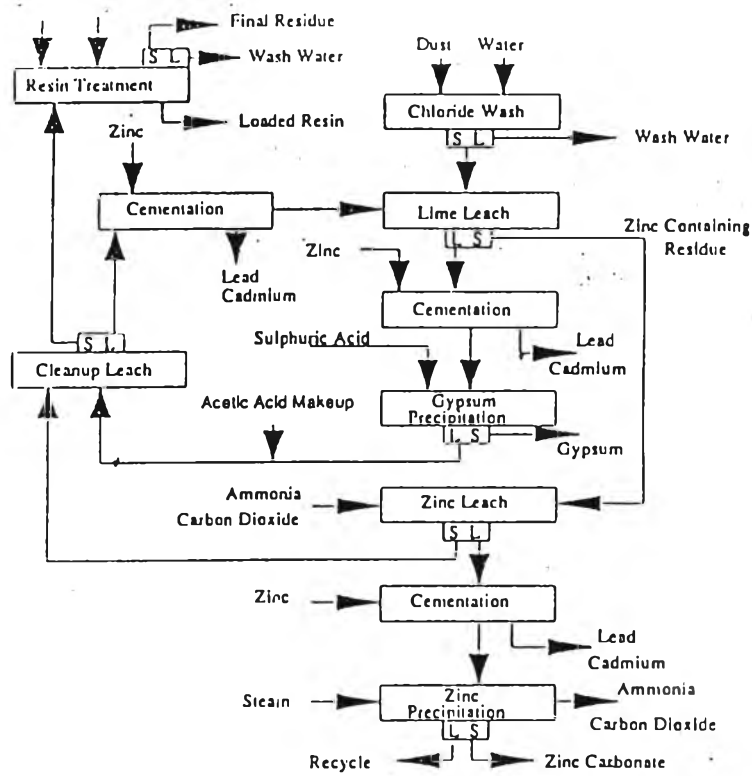 Final Residue
S L
Wash Water
Resin Treatment
Loaded Resin
Dust
Water
Chloride Wash
S L
Wash Water
Zinc
Cementation
Lead
Cadmium
Lime Leach
L S
Zinc Containing
Residue
Zinc
Cementation
Lead
Cadmium
Sulphuric Acid
Gypsum
Precipitation
L S
Gypsum
S L
Cleanup Leach
Acetic Acid Makeup
Ammonia
Carbon Dioxide
Zinc Leach
S L
Zinc
Cementation
Lead
Cadmium
Steam
Zinc
Precipitation
L S
Ammonia
Carbon Dioxide
Recycle
Zinc Carbonate